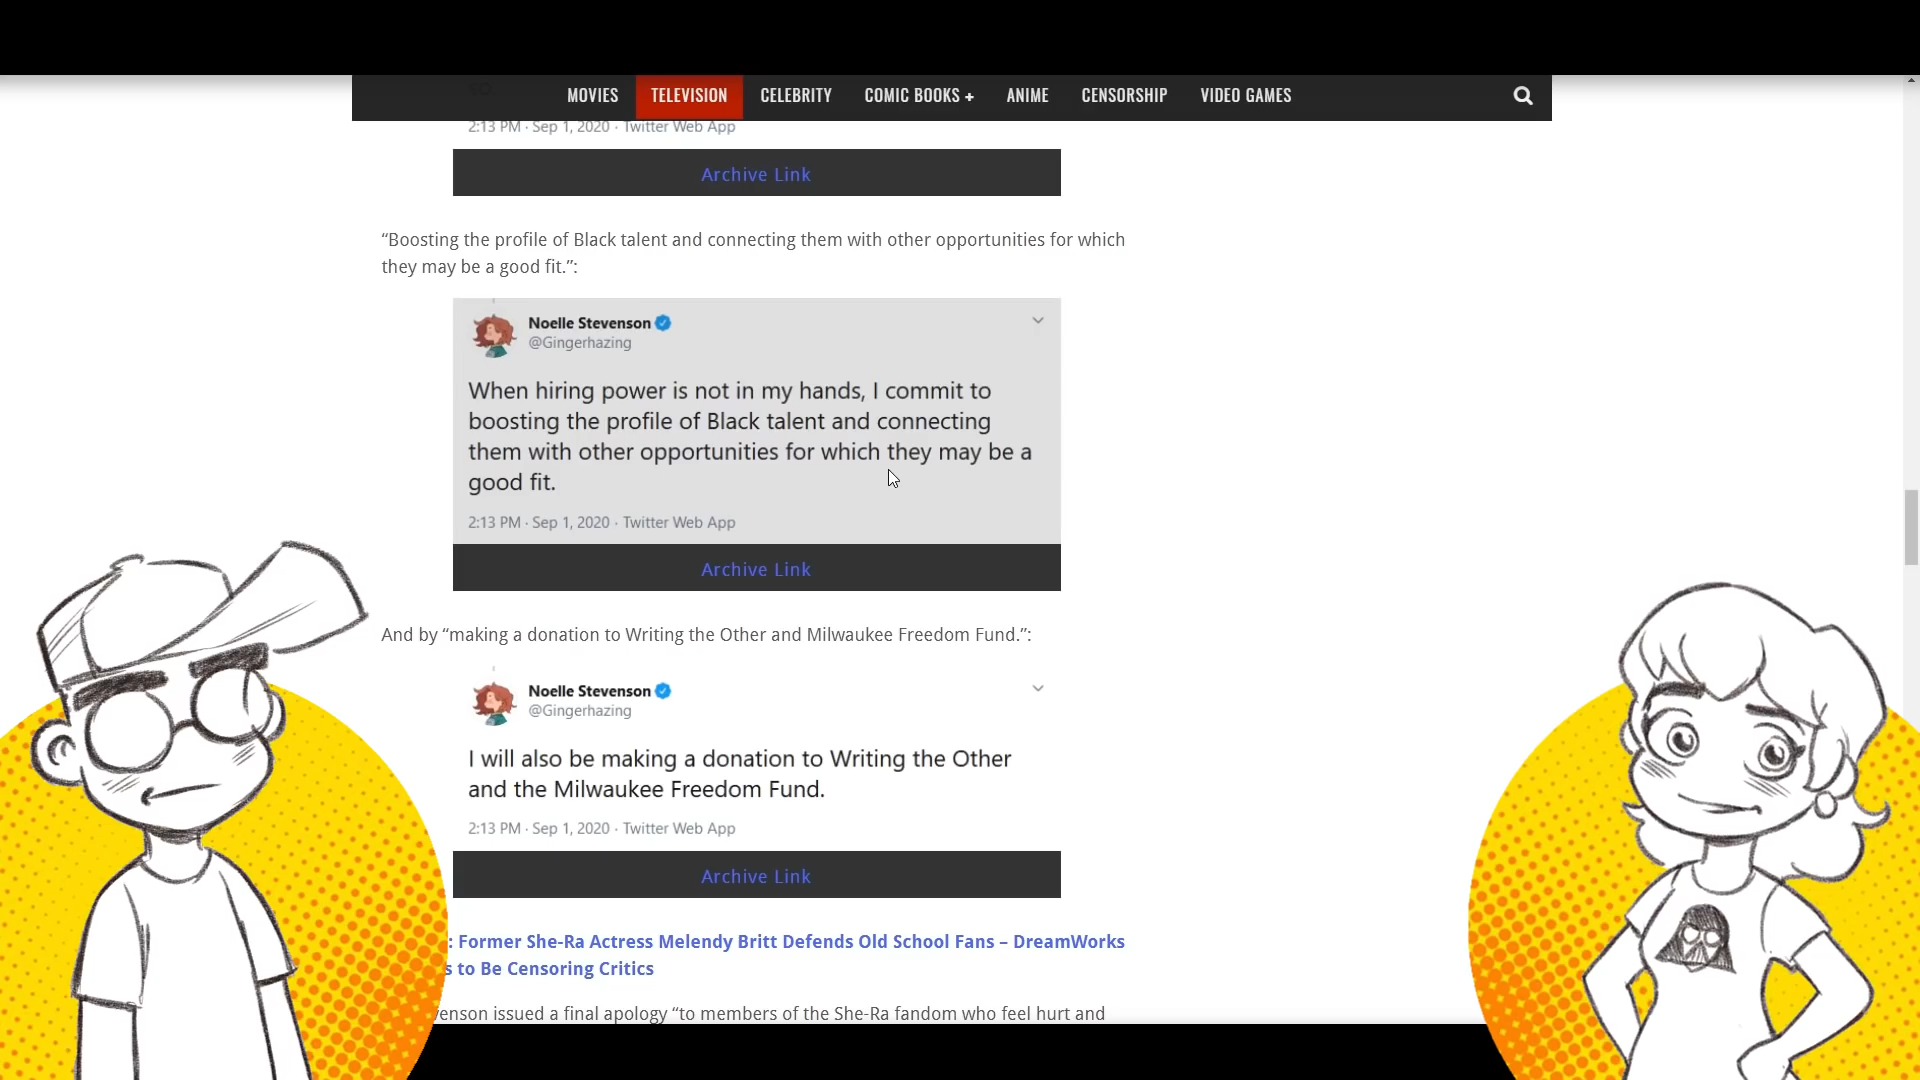 MOVIES TELEVISION CELEBRITY COMIC BOOKS + ANIME CENSORSHIP VIDEO GAMES
2:13 PM · Sep 1, 2020 · Twitter Web App
Archive Link
“Boosting the profile of Black talent and connecting them with other opportunities for which
they may be a good fit.”:
Noelle Stevenson
@Gingerhazing
When hiring power is not in my hands, I commit to
boosting the profile of Black talent and connecting
them with other opportunities for which they may be a
good fit.
2:13 PM · Sep 1, 2020 · Twitter Web App
Archive Link
And by “making a donation to Writing the Other and Milwaukee Freedom Fund.”:
Noelle Stevenson
@Gingerhazing
I will also be making a donation to Writing the Other
and the Milwaukee Freedom Fund.
2:13 PM · Sep 1, 2020 · Twitter Web App
Archive Link
: Former She-Ra Actress Melendy Britt Defends Old School Fans – DreamWorks
s to Be Censoring Critics
venson issued a final apology “to members of the She-Ra fandom who feel hurt and